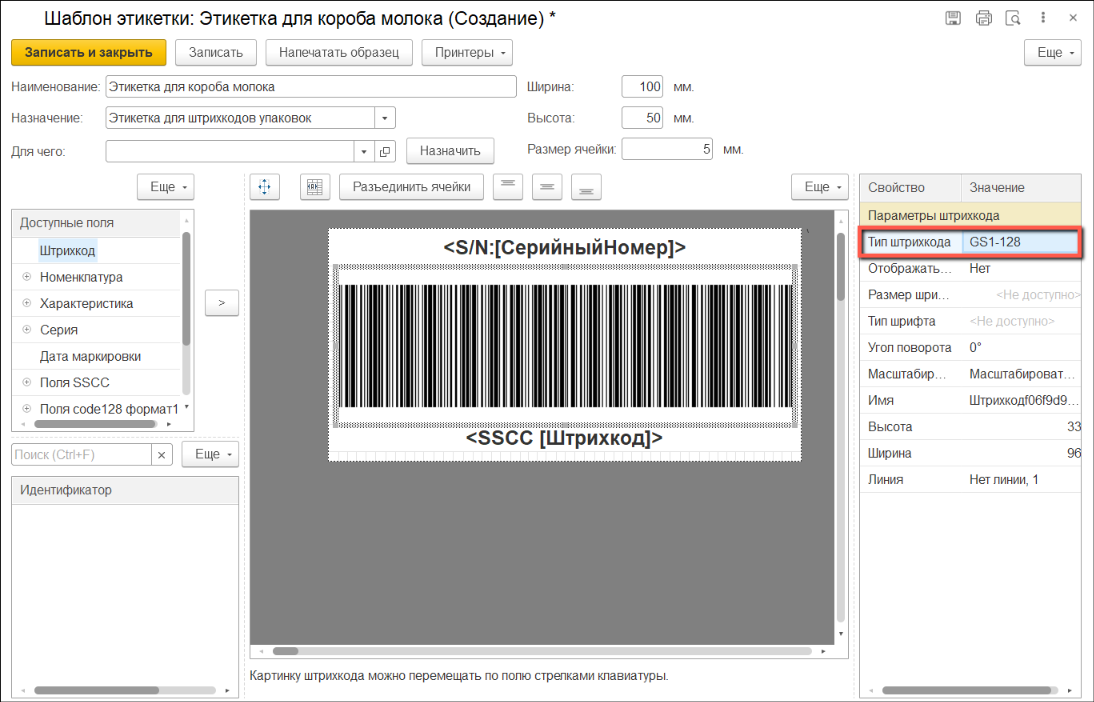 Шаблон этикетки: Этикетка для короба молока (Создание) *
Записать и закрыть Записать Напечатать образец Принтеры Еще
Наименование: Этикетка для короба молока Ширина: 100 мм.
Назначение: Этикетка для штрихкодов упаковок Высота: 50 мм.
Для чего: Назначить Размер ячейки: 5 мм.
Еще Разъединить ячейки Еще
Доступные поля
Штрихкод
Номенклатура
Характеристика
Серия
Дата маркировки
Поля SSCC
Поля code128 формат1
>
Поиск (Ctrl+F) × Еще
Идентификатор
<S/N:[СерийныйНомер]>
<SSCC [Штрихкод]>
Картинку штрихкода можно перемещать по полю стрелками клавиатуры.
Свойство Значение
Параметры штрихкода
Тип штрихкода GS1-128
Отображать... Нет
Размер шри... <Не доступно>
Тип шрифта <Не доступно>
Угол поворота 0°
Масштабир... Масштабироват...
Имя Штрихкодf06f9d9...
Высота 33
Ширина 96
Линия Нет линии, 1